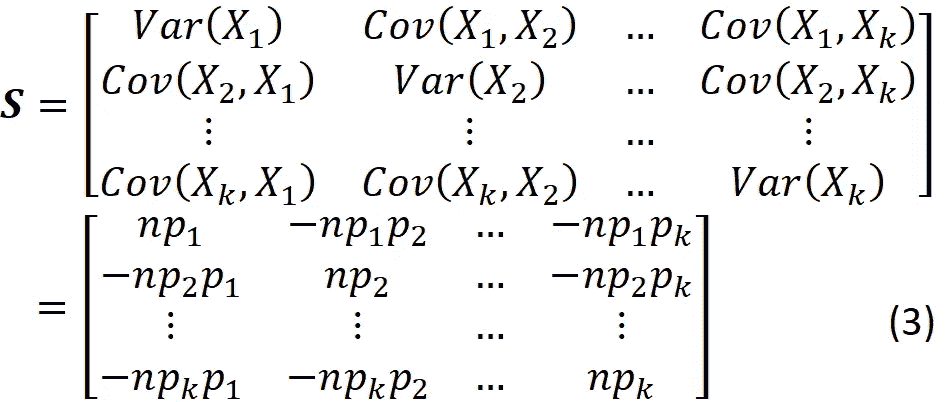 Var(X₁) Cov(X₁, X₂) … Cov(X₁, Xₖ)
S = Cov(X₂, X₁) Var(X₂) … Cov(X₂, Xₖ)
⋮ ⋮ … ⋮
Cov(Xₖ, X₁) Cov(Xₖ, X₂) … Var(Xₖ)
np₁ −np₁p₂ … −np₁pₖ
= −np₂p₁ np₂ … −np₂pₖ
⋮ ⋮ … ⋮ (3)
−npₖp₁ −npₖp₂ … npₖ